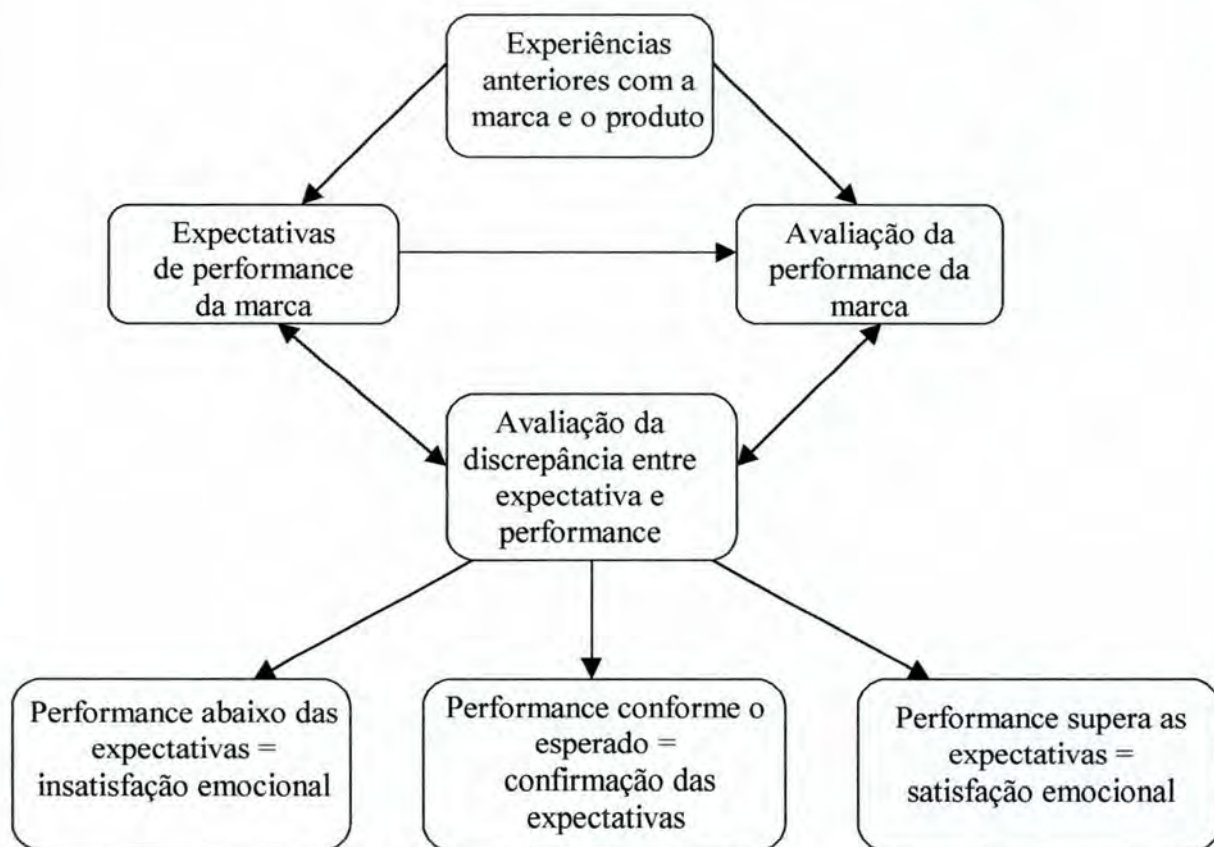 Experiências
anteriores com a
marca e o produto
Expectativas
de performance
da marca
Avaliação da
performance da
marca
Avaliação da
discrepância entre
expectativa e
performance
Performance abaixo das
expectativas =
insatisfação emocional
Performance conforme o
esperado =
confirmação das
expectativas
Performance supera as
expectativas =
satisfação emocional